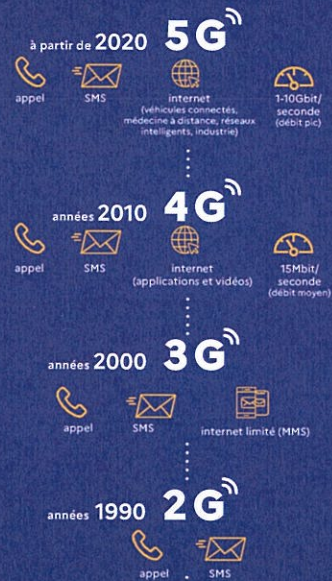 à partir de 2020 5G
appel
SMS
internet
(véhicules connectés,
médecine à distance, réseaux
intelligents, industrie)
1-10Gbit/
seconde
(débit pic)
années 2010 4G
appel
SMS
internet
(applications et vidéos)
15Mbit/
seconde
(débit moyen)
années 2000 3G
appel
SMS
internet limité (MMS)
années 1990 2G
appel
SMS